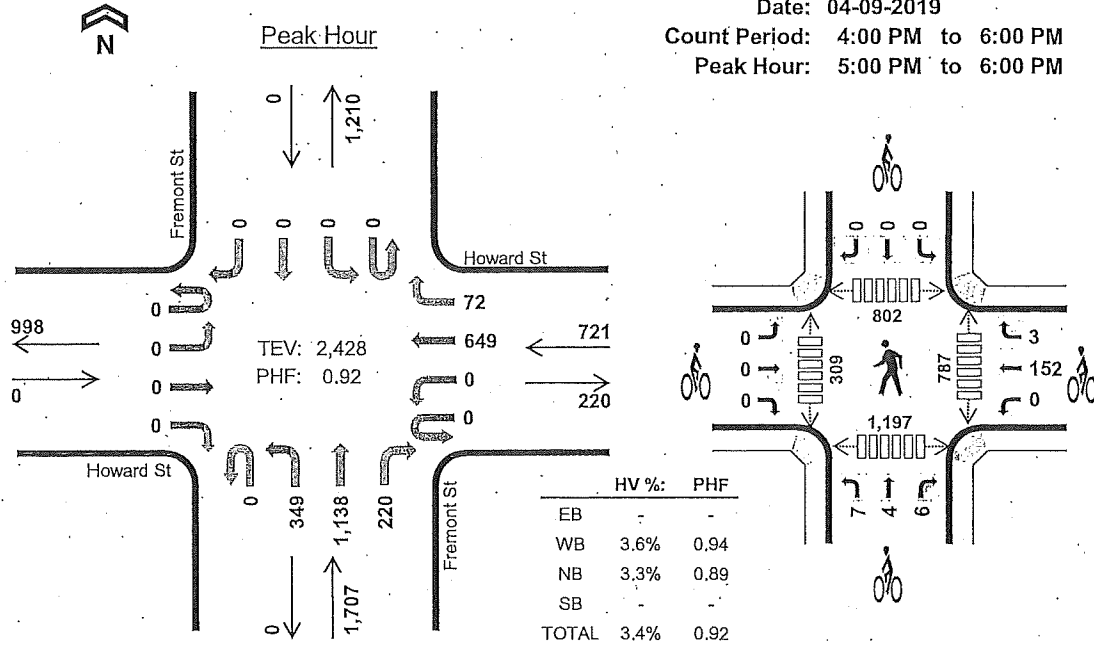 N
Peak Hour
Date: 04-09-2019
Count Period: 4:00 PM to 6:00 PM
Peak Hour: 5:00 PM to 6:00 PM
0
1,210
Fremont St
0 0 0 0
Howard St
998
0
0
0
0
0
TEV: 2,428
PHF: 0.92
72
649
0
0
721
220
Howard St
0
349
1,138
220
Fremont St
0
1,707
HV %: PHF
EB - -
WB 3.6% 0.94
NB 3.3% 0.89
SB - -
TOTAL 3.4% 0.92
0 0 0
802
0
0
0
309
787
3
152
0
1,197
7 4 6